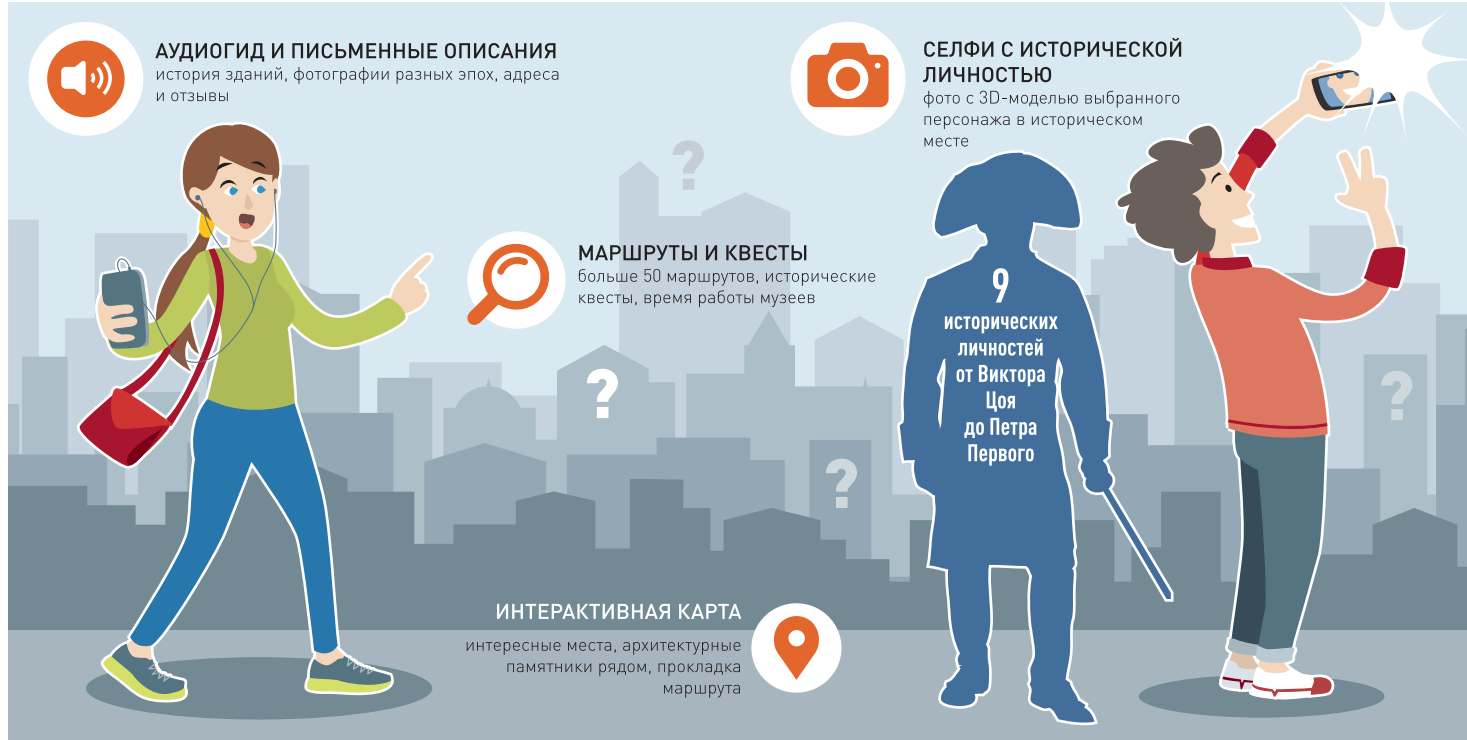 АУДИОГИД И ПИСЬМЕННЫЕ ОПИСАНИЯ
история зданий, фотографии разных эпох, адреса
и отзывы
СЕЛФИ С ИСТОРИЧЕСКОЙ
ЛИЧНОСТЬЮ
фото с 3D-моделью выбранного
персонажа в историческом
месте
?
МАРШРУТЫ И КВЕСТЫ
больше 50 маршрутов, исторические
квесты, время работы музеев
9
исторических
личностей
от Виктора
Цоя
до Петра
Первого
?
?
?
ИНТЕРАКТИВНАЯ КАРТА
интересные места, архитектурные
памятники рядом, прокладка
маршрута